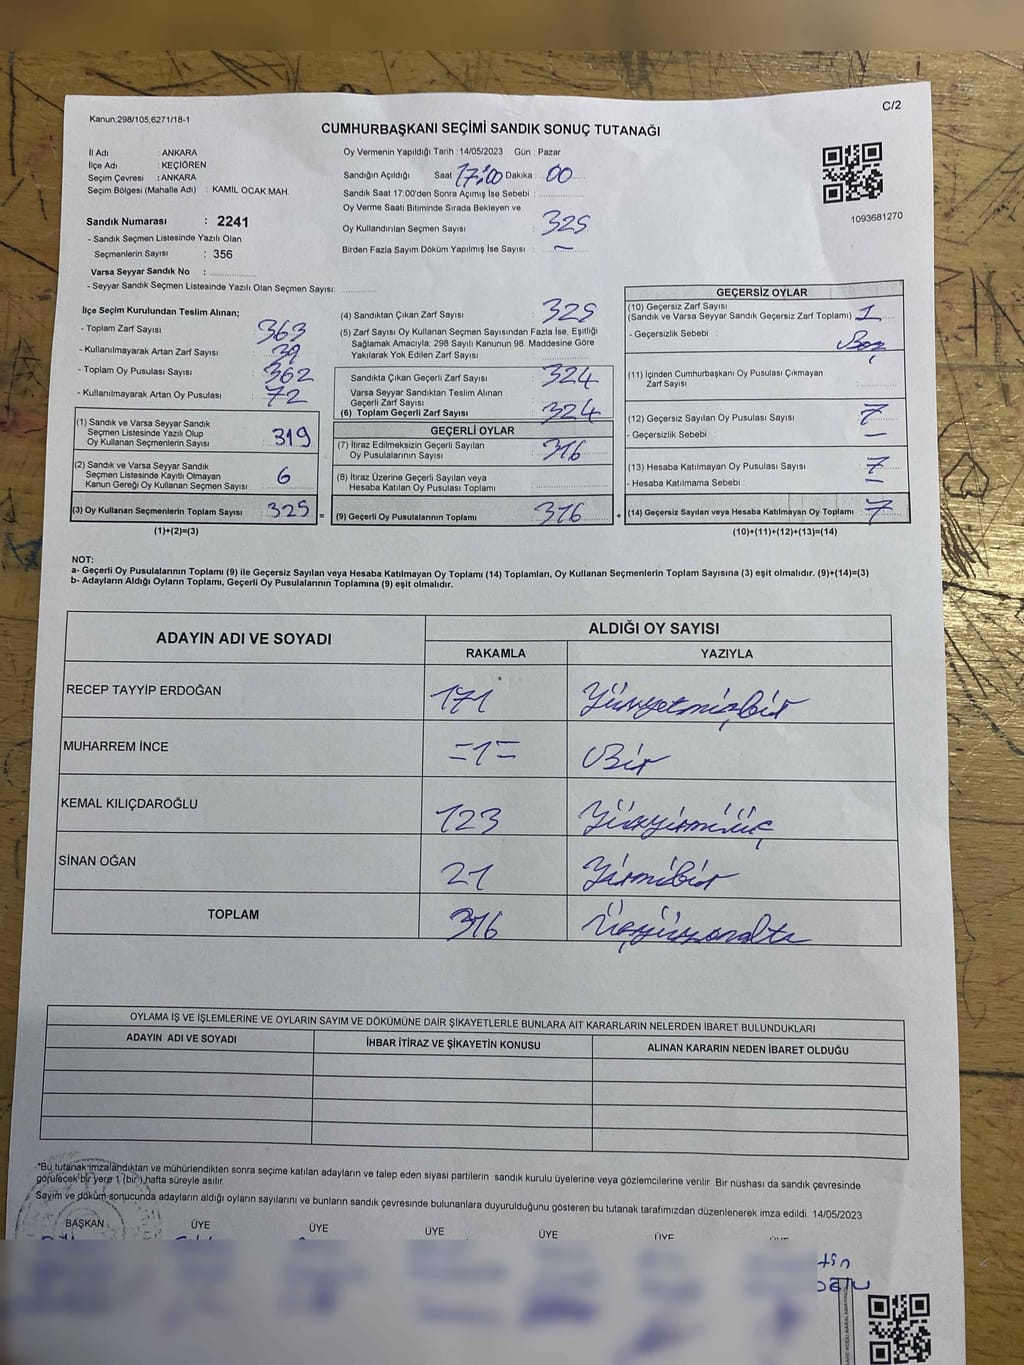 C/2
Kanun:298/105,6271/18-1
CUMHURBAŞKANI SEÇİMİ SANDIK SONUÇ TUTANAĞI
İl Adı : ANKARA
İlçe Adı : KEÇİÖREN
Seçim Çevresi : ANKARA
Seçim Bölgesi (Mahalle Adı) : KAMİL OCAK MAH.
Sandık Numarası : 2241
- Sandık Seçmen Listesinde Yazılı Olan
Seçmenlerin Sayısı : 356
Varsa Seyyar Sandık No :
- Seyyar Sandık Seçmen Listesinde Yazılı Olan Seçmen Sayısı:
Oy Vermenin Yapıldığı Tarih : 14/05/2023 Gün : Pazar
Sandığın Açıldığı Saat 17:00 Dakika : 00
Sandık Saat 17:00'den Sonra Açımış İse Sebebi :
Oy Verme Saati Bitiminde Sırada Bekleyen ve
Oy Kullandırılan Seçmen Sayısı : 325
Birden Fazla Sayım Döküm Yapılmış İse Sayısı : –
1093681270
İlçe Seçim Kurulundan Teslim Alınan;
- Toplam Zarf Sayısı : 363
- Kullanılmayarak Artan Zarf Sayısı : 39
- Toplam Oy Pusulası Sayısı : 362
- Kullanılmayarak Artan Oy Pusulası : 72
(1) Sandık ve Varsa Seyyar Sandık
Seçmen Listesinde Yazılı Olup
Oy Kullanan Seçmenlerin Sayısı : 319
(2) Sandık ve Varsa Seyyar Sandık
Seçmen Listesinde Kayıtlı Olmayan
Kanun Gereği Oy Kullanan Seçmen Sayısı : 6
(3) Oy Kullanan Seçmenlerin Toplam Sayısı : 325 =
(1)+(2)=(3)
(4) Sandıktan Çıkan Zarf Sayısı : 325
(5) Zarf Sayısı Oy Kullanan Seçmen Sayısından Fazla İse, Eşitliği
Sağlamak Amacıyla; 298 Sayılı Kanunun 98. Maddesine Göre
Yakılarak Yok Edilen Zarf Sayısı :
Sandıkta Çıkan Geçerli Zarf Sayısı : 324
Varsa Seyyar Sandıktan Teslim Alınan
Geçerli Zarf Sayısı :
(6) Toplam Geçerli Zarf Sayısı : 324
GEÇERLİ OYLAR
(7) İtiraz Edilmeksizin Geçerli Sayılan
Oy Pusulalarının Sayısı : 316
(8) İtiraz Üzerine Geçerli Sayılan veya
Hesaba Katılan Oy Pusulası Toplamı :
(9) Geçerli Oy Pusulalarının Toplamı : 316 +
GEÇERSİZ OYLAR
(10) Geçersiz Zarf Sayısı
(Sandık ve Varsa Seyyar Sandık Geçersiz Zarf Toplamı) : 1
- Geçersizlik Sebebi : Boş
(11) İçinden Cumhurbaşkanı Oy Pusulası Çıkmayan
Zarf Sayısı :
(12) Geçersiz Sayılan Oy Pusulası Sayısı : 7
- Geçersizlik Sebebi : –
(13) Hesaba Katılmayan Oy Pusulası Sayısı : 7
- Hesaba Katılmama Sebebi : –
(14) Geçersiz Sayılan veya Hesaba Katılmayan Oy Toplamı : 7
(10)+(11)+(12)+(13)=(14)
NOT:
a- Geçerli Oy Pusulalarının Toplamı (9) ile Geçersiz Sayılan veya Hesaba Katılmayan Oy Toplamı (14) Toplamları, Oy Kullanan Seçmenlerin Toplam Sayısına (3) eşit olmalıdır. (9)+(14)=(3)
b- Adayların Aldığı Oyların Toplamı, Geçerli Oy Pusulalarının Toplamına (9) eşit olmalıdır.
ADAYIN ADI VE SOYADI
ALDIĞI OY SAYISI
RAKAMLA YAZIYLA
RECEP TAYYİP ERDOĞAN 171 Yüzyetmişbir
MUHARREM İNCE =1= Bir
KEMAL KILIÇDAROĞLU 123 Yüzyirmiüç
SİNAN OĞAN 21 Yirmibir
TOPLAM 316 Üçyüzonaltı
OYLAMA İŞ VE İŞLEMLERİNE VE OYLARIN SAYIM VE DÖKÜMÜNE DAİR ŞİKAYETLERLE BUNLARA AİT KARARLARIN NELERDEN İBARET BULUNDUKLARI
ADAYIN ADI VE SOYADI İHBAR İTİRAZ VE ŞİKAYETİN KONUSU ALINAN KARARIN NEDEN İBARET OLDUĞU
"Bu tutanak imzalandıktan ve mühürlendikten sonra seçime katılan adayların ve talep eden siyasi partilerin sandık kurulu üyelerine veya gözlemcilerine verilir. Bir nüshası da sandık çevresinde
görülecek bir yere 1 (bir) hafta süreyle asılır.
Sayım ve döküm sonucunda adayların aldığı oyların sayılarını ve bunların sandık çevresinde bulunanlara duyurulduğunu gösteren bu tutanak tarafımızdan düzenlenerek imza edildi. 14/05/2023
BAŞKAN ÜYE ÜYE ÜYE ÜYE ÜYE ÜYE